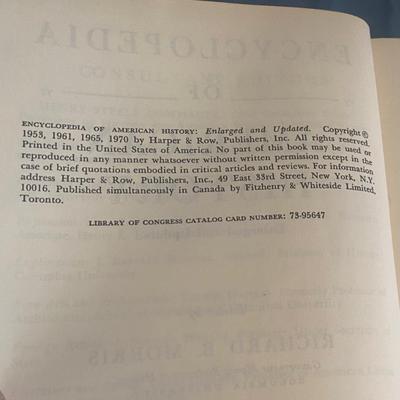 ENCYCLOPEDIA OF AMERICAN HISTORY: Enlarged and Updated. Copyright ©
1953, 1961, 1965, 1970 by Harper & Row, Publishers, Inc. All rights reserved.
Printed in the United States of America. No part of this book may be used or
reproduced in any manner whatsoever without written permission except in the
case of brief quotations embodied in critical articles and reviews. For information
address Harper & Row, Publishers, Inc., 49 East 33rd Street, New York, N.Y.
10016. Published simultaneously in Canada by Fitzhenry & Whiteside Limited,
Toronto.
LIBRARY OF CONGRESS CATALOG CARD NUMBER: 73-95647